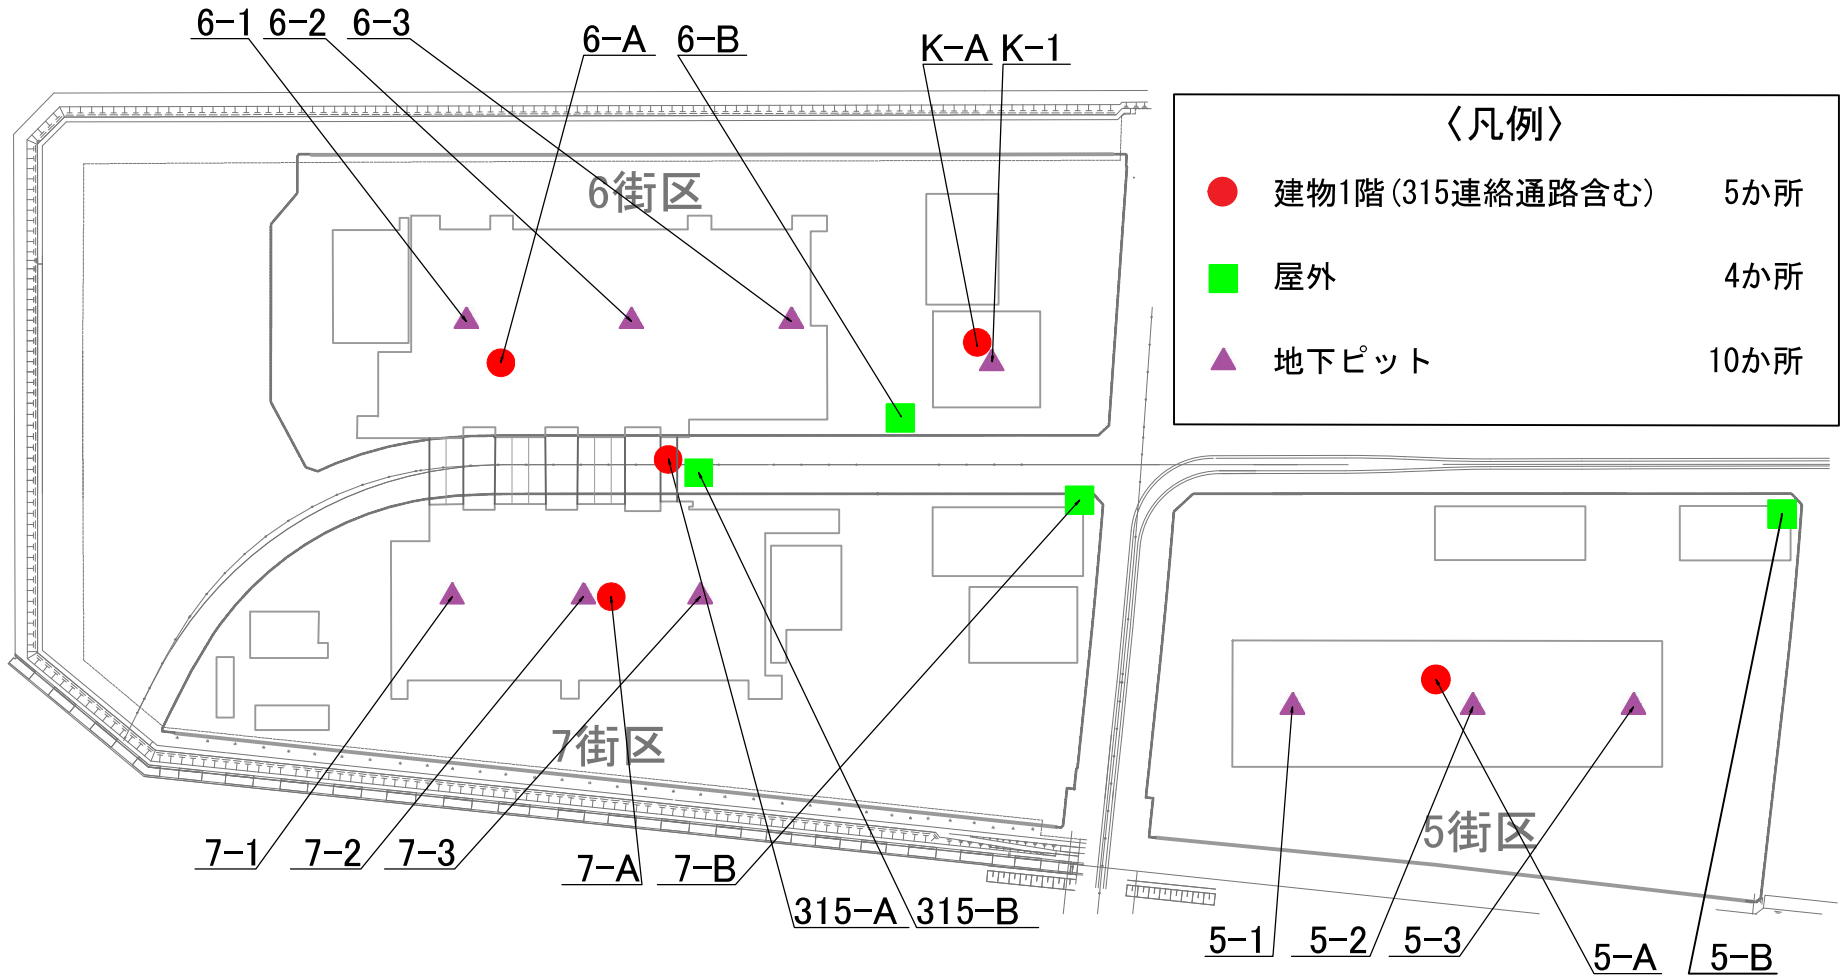 6-1 6-2 6-3
6-A 6-B
K-A K-1
〈凡例〉
建物1階(315連絡通路含む) 5か所
屋外 4か所
地下ピット 10か所
6街区
7街区
5街区
7-1 7-2 7-3
7-A 7-B
315-A 315-B
5-1 5-2 5-3
5-A 5-B